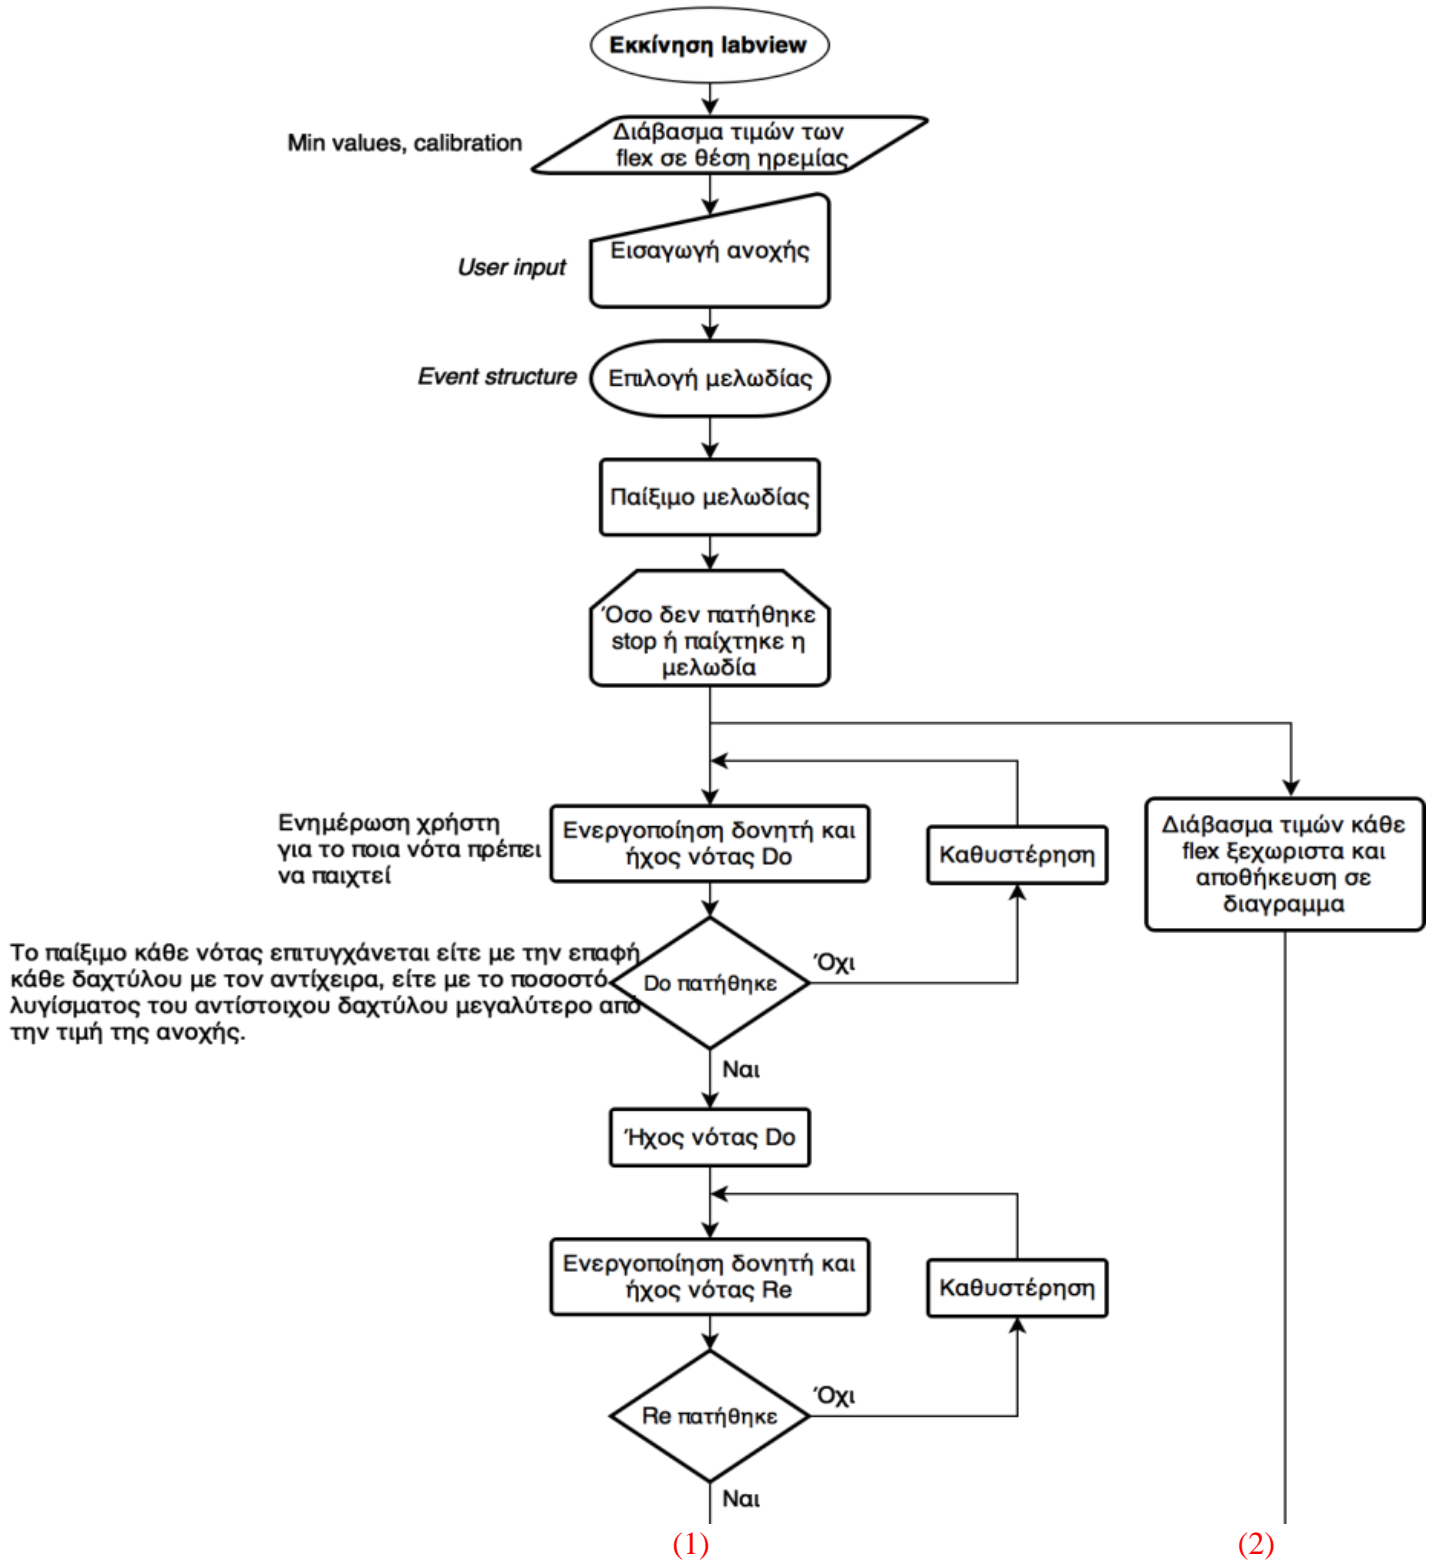 Εκκίνηση labview
Min values, calibration
Διάβασμα τιμών των
flex σε θέση ηρεμίας
User input
Εισαγωγή ανοχής
Event structure
Επιλογή μελωδίας
Παίξιμο μελωδίας
Όσο δεν πατήθηκε
stop ή παίχτηκε η
μελωδία
Ενημέρωση χρήστη
για το ποια νότα πρέπει
να παιχτεί
Ενεργοποίηση δονητή και
ήχος νότας Do
Καθυστέρηση
Διάβασμα τιμών κάθε
flex ξεχωριστα και
αποθήκευση σε
διαγραμμα
Το παίξιμο κάθε νότας επιτυγχάνεται είτε με την επαφή
κάθε δαχτύλου με τον αντίχειρα, είτε με το ποσοστό
λυγίσματος του αντίστοιχου δαχτύλου μεγαλύτερο από
την τιμή της ανοχής.
Do πατήθηκε
Όχι
Ναι
Ήχος νότας Do
Ενεργοποίηση δονητή και
ήχος νότας Re
Καθυστέρηση
Re πατήθηκε
Όχι
Ναι
(1)
(2)